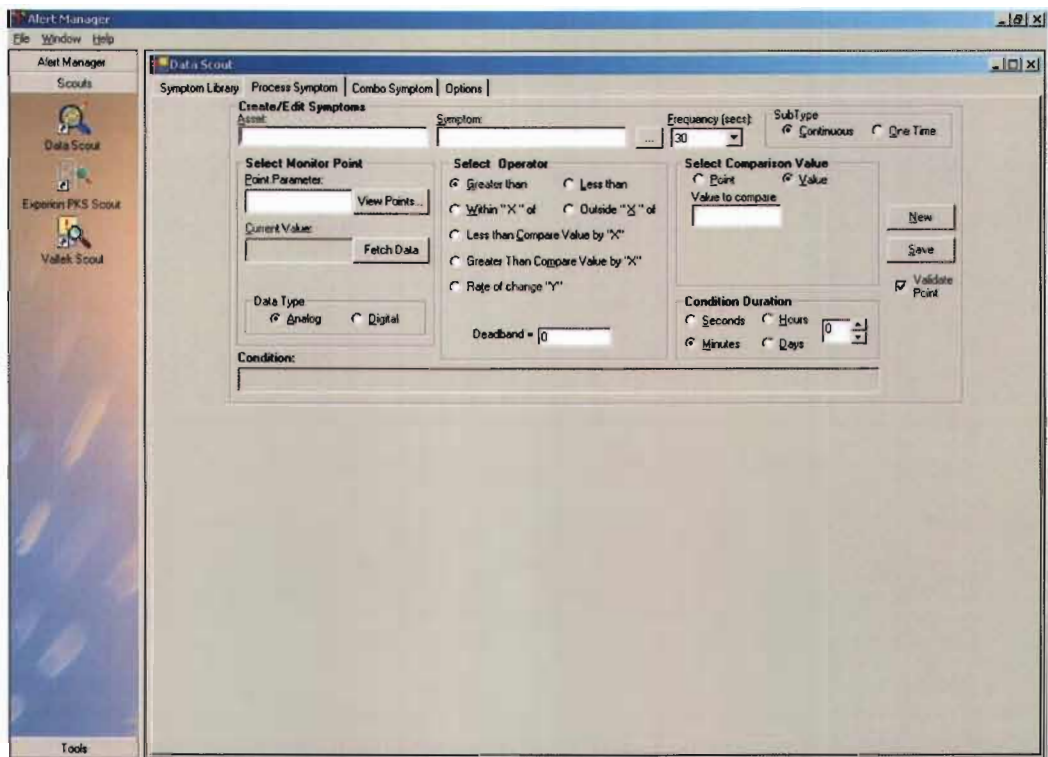 Alert Manager
File Window Help
Alert Manager
Scouts
Data Scout
Experion PKS Scout
Valtek Scout
Tools
Data Scout
Symptom Library Process Symptom Combo Symptom Options
Create/Edit Symptoms
Asset:
Symptom:
...
Frequency (secs):
30
SubType
Continuous One Time
Select Monitor Point
Point Parameter:
View Points...
Current Value:
Fetch Data
Data Type
Analog Digital
Select Operator
Greater than Less than
Within "X" of Outside "X" of
Less than Compare Value by "X"
Greater Than Compare Value by "X"
Rate of change "Y"
Deadband = 0
Select Comparison Value
Point Value
Value to compare
Condition Duration
Seconds Hours
Minutes Days
0
New
Save
Validate
Point
Condition: